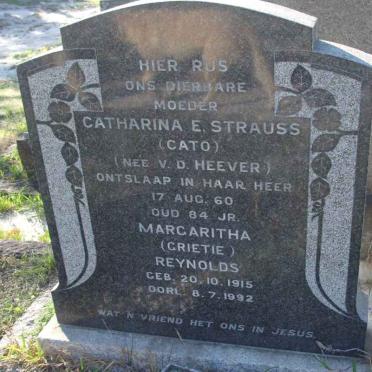 HIER RUS
ONS DIERBARE
MOEDER
CATHARINA E. STRAUSS
(CATO)
(NEE V.D. HEEVER)
ONTSLAAP IN HAAR HEER
17 AUG. 60
OUD 84 JR.
MARGARITHA
(GRIETIE)
REYNOLDS
GEB. 20.10.1915
OORL. 8.7.1992
WAT 'N VRIEND HET ONS IN JESUS